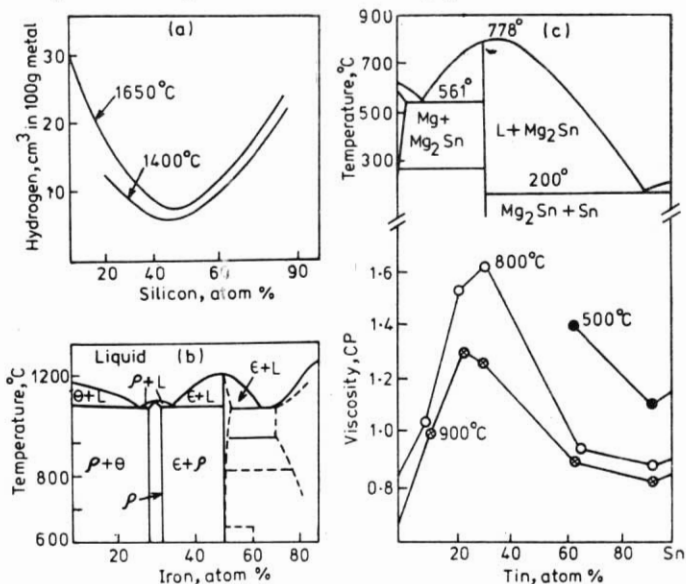 (a)
30
20
10
1650°C
1400°C
Hydrogen, cm³ in 100g metal
20
40
60
90
Silicon, atom %
Liquid
(b)
1200
1000
800
600
Temperature, °C
θ+L
ρ+L
ε+L
ε+L
ρ+θ
ρ
ε+ρ
20
40
60
80
Iron, atom %
778°
(c)
900
700
500
300
Temperature, °C
561°
Mg+
Mg₂Sn
L+Mg₂Sn
200°
Mg₂Sn+Sn
1·6
1·4
1·2
1·0
0·8
Viscosity, CP
800°C
500°C
900°C
0
20
40
60
80
Sn
Tin, atom %